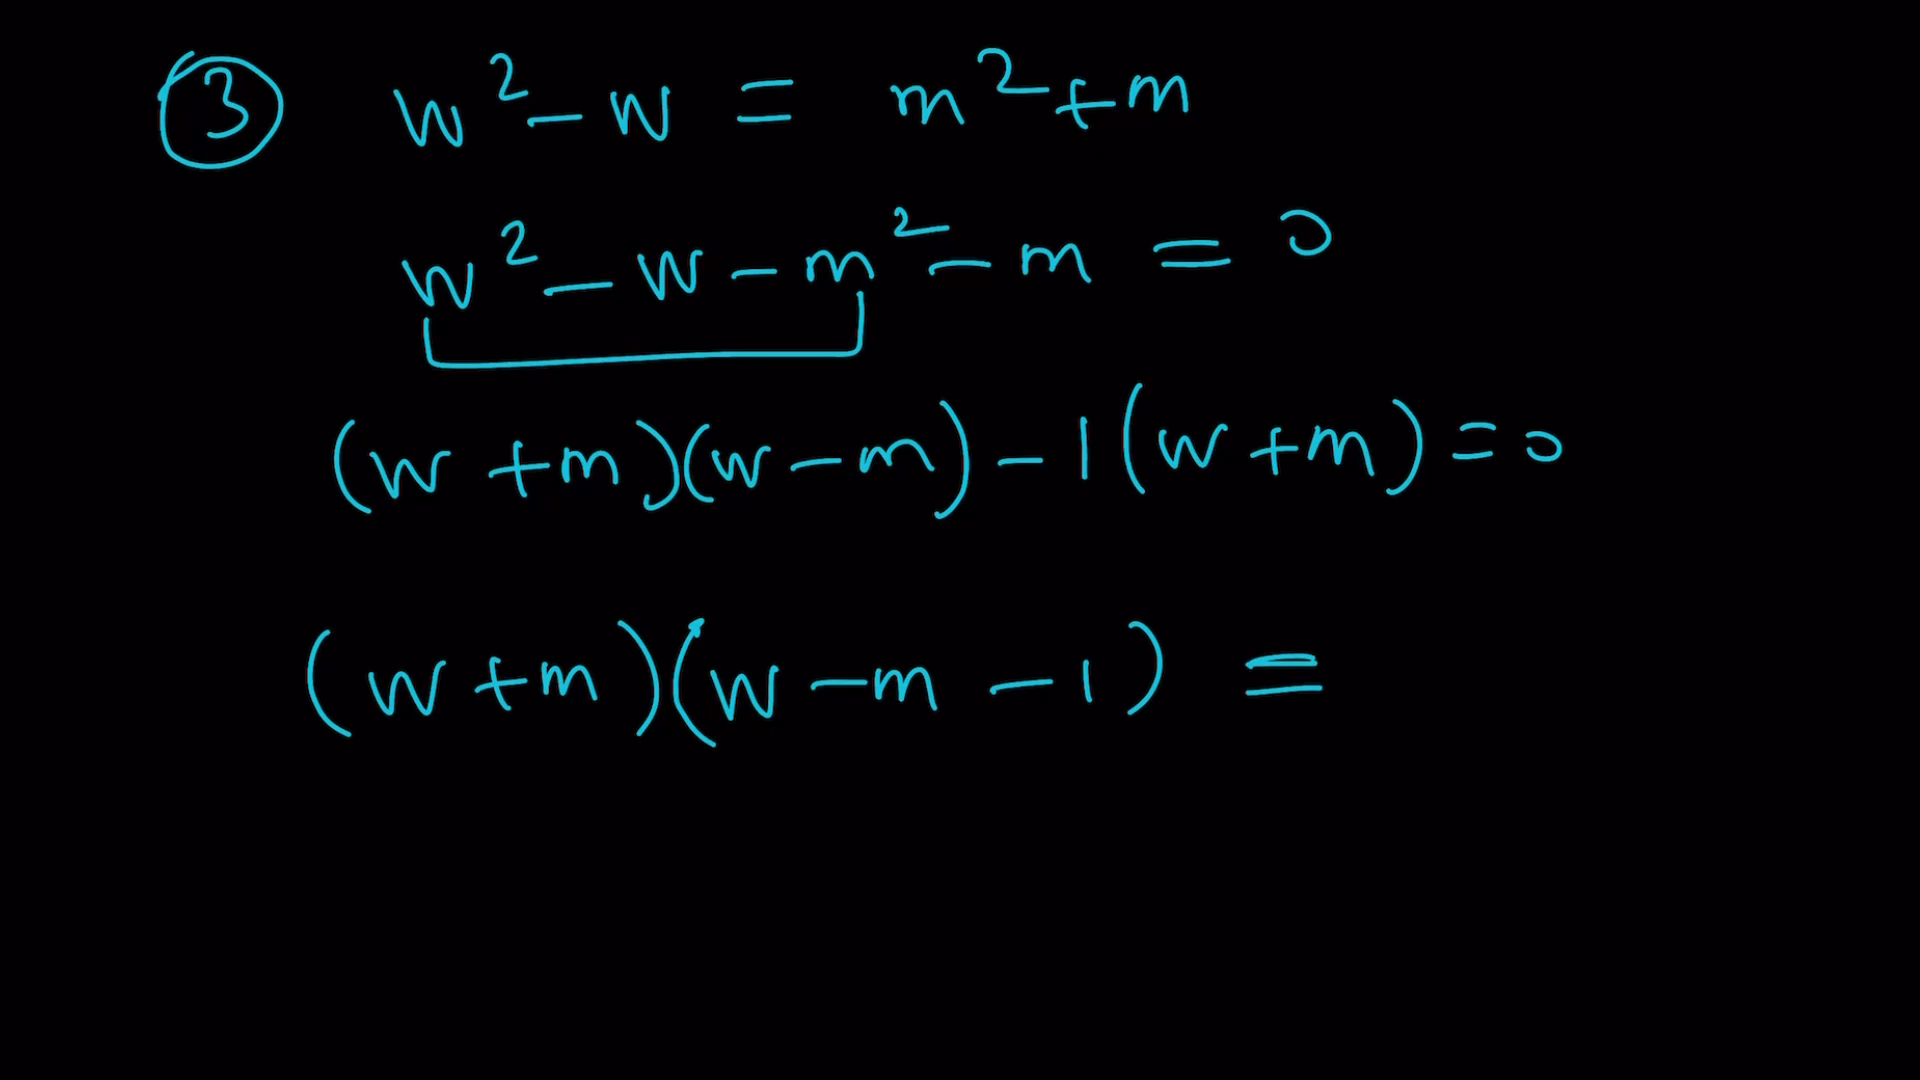 ③ w² - w = m² + m
w² - w - m² - m = 0
(w + m)(w - m) - 1(w + m) = 0
(w + m)(w - m - 1) =